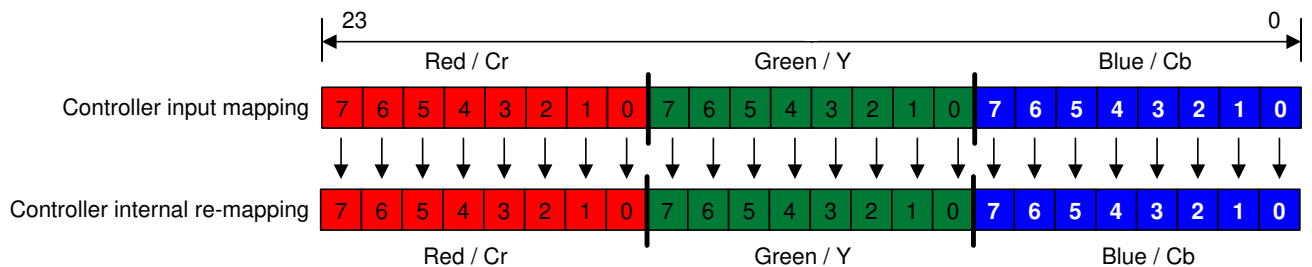 23 0
Red / Cr Green / Y Blue / Cb
Controller input mapping 7 6 5 4 3 2 1 0 7 6 5 4 3 2 1 0 7 6 5 4 3 2 1 0
Controller internal re-mapping 7 6 5 4 3 2 1 0 7 6 5 4 3 2 1 0 7 6 5 4 3 2 1 0
Red / Cr Green / Y Blue / Cb